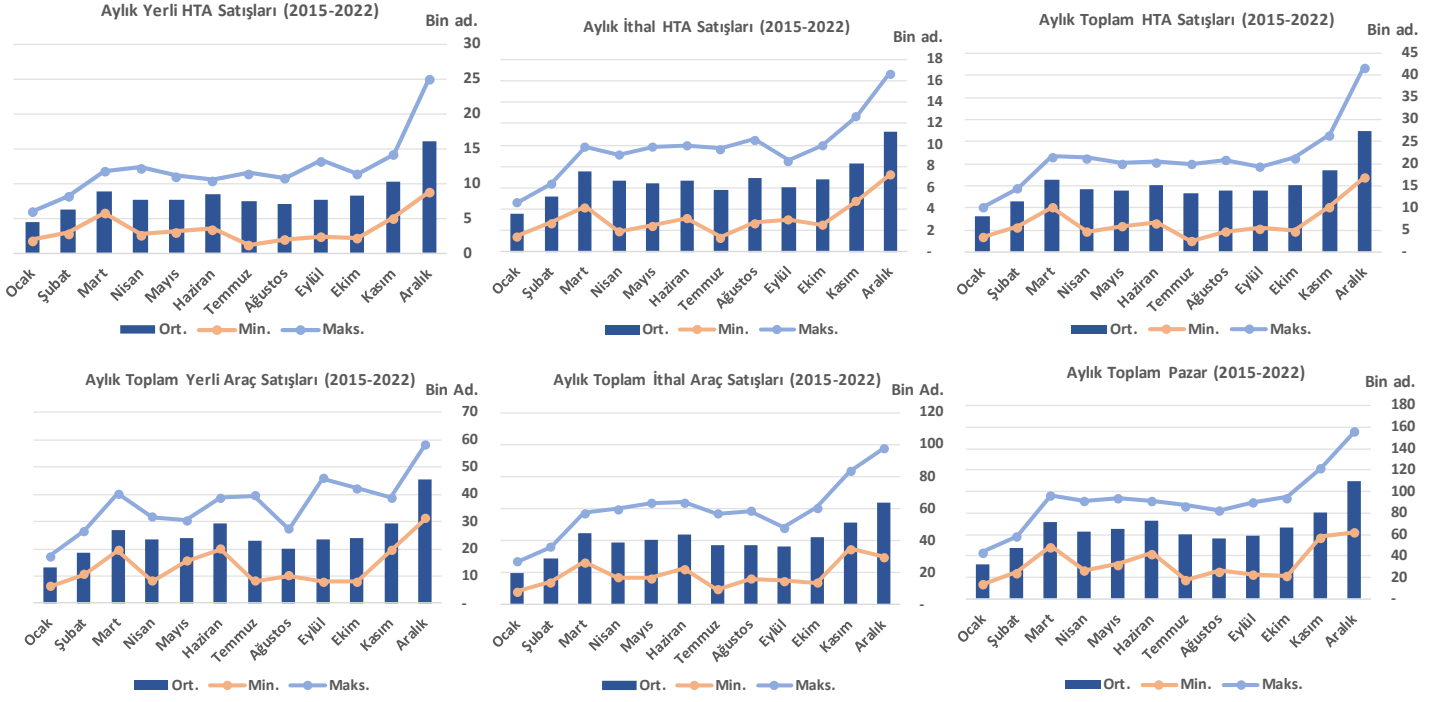 Aylık Yerli HTA Satışları (2015-2022)
Bin ad.
30
25
20
15
10
5
0
Ocak
Şubat
Mart
Nisan
Mayıs
Haziran
Temmuz
Ağustos
Eylül
Ekim
Kasım
Aralık
Ort. Min. Maks.
Aylık İthal HTA Satışları (2015-2022)
Bin ad.
18
16
14
12
10
8
6
4
2
-
Ocak
Şubat
Mart
Nisan
Mayıs
Haziran
Temmuz
Ağustos
Eylül
Ekim
Kasım
Aralık
Ort. Min. Maks.
Aylık Toplam HTA Satışları (2015-2022)
Bin ad.
45
40
35
30
25
20
15
10
5
-
Ocak
Şubat
Mart
Nisan
Mayıs
Haziran
Temmuz
Ağustos
Eylül
Ekim
Kasım
Aralık
Ort. Min. Maks.
Aylık Toplam Yerli Araç Satışları (2015-2022)
Bin Ad.
70
60
50
40
30
20
10
-
Ocak
Şubat
Mart
Nisan
Mayıs
Haziran
Temmuz
Ağustos
Eylül
Ekim
Kasım
Aralık
Ort. Min. Maks.
Aylık Toplam İthal Araç Satışları (2015-2022)
Bin Ad.
120
100
80
60
40
20
-
Ocak
Şubat
Mart
Nisan
Mayıs
Haziran
Temmuz
Ağustos
Eylül
Ekim
Kasım
Aralık
Ort. Min. Maks.
Aylık Toplam Pazar (2015-2022)
Bin ad.
180
160
140
120
100
80
60
40
20
-
Ocak
Şubat
Mart
Nisan
Mayıs
Haziran
Temmuz
Ağustos
Eylül
Ekim
Kasım
Aralık
Ort. Min. Maks.